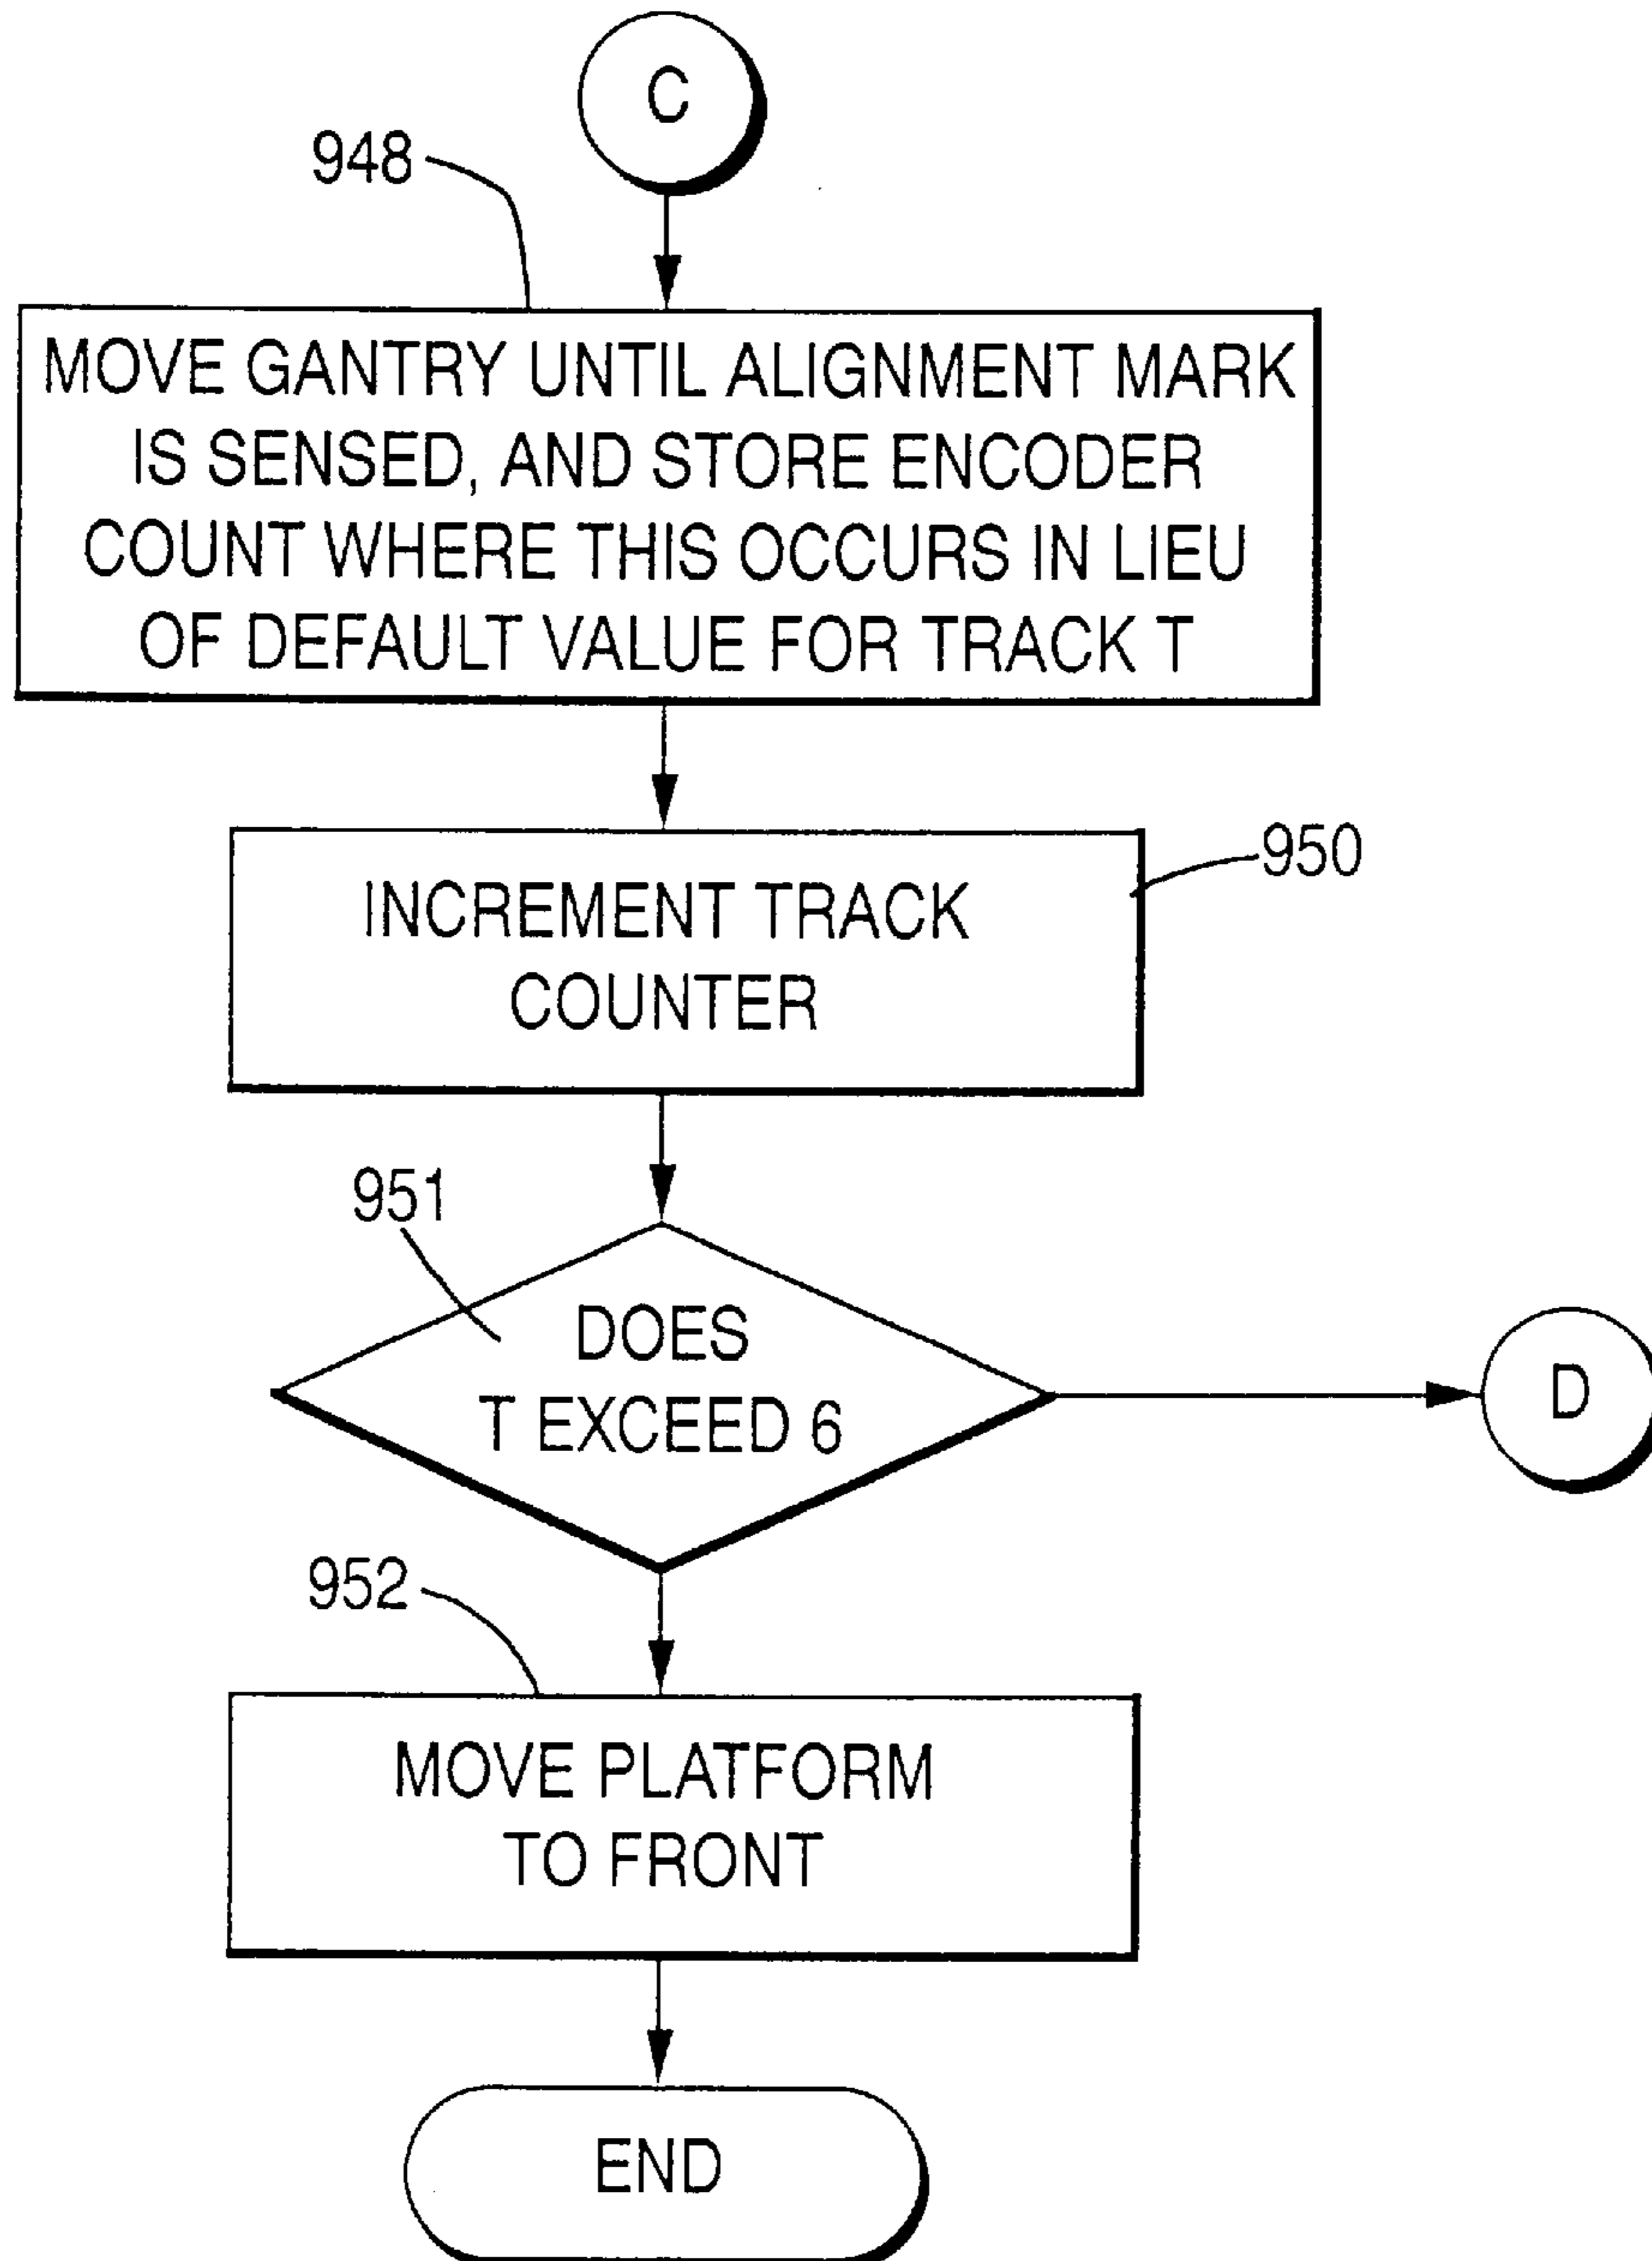 C
948
MOVE GANTRY UNTIL ALIGNMENT MARK
IS SENSED, AND STORE ENCODER
COUNT WHERE THIS OCCURS IN LIEU
OF DEFAULT VALUE FOR TRACK T
950
INCREMENT TRACK
COUNTER
951
DOES
T EXCEED 6
D
952
MOVE PLATFORM
TO FRONT
END